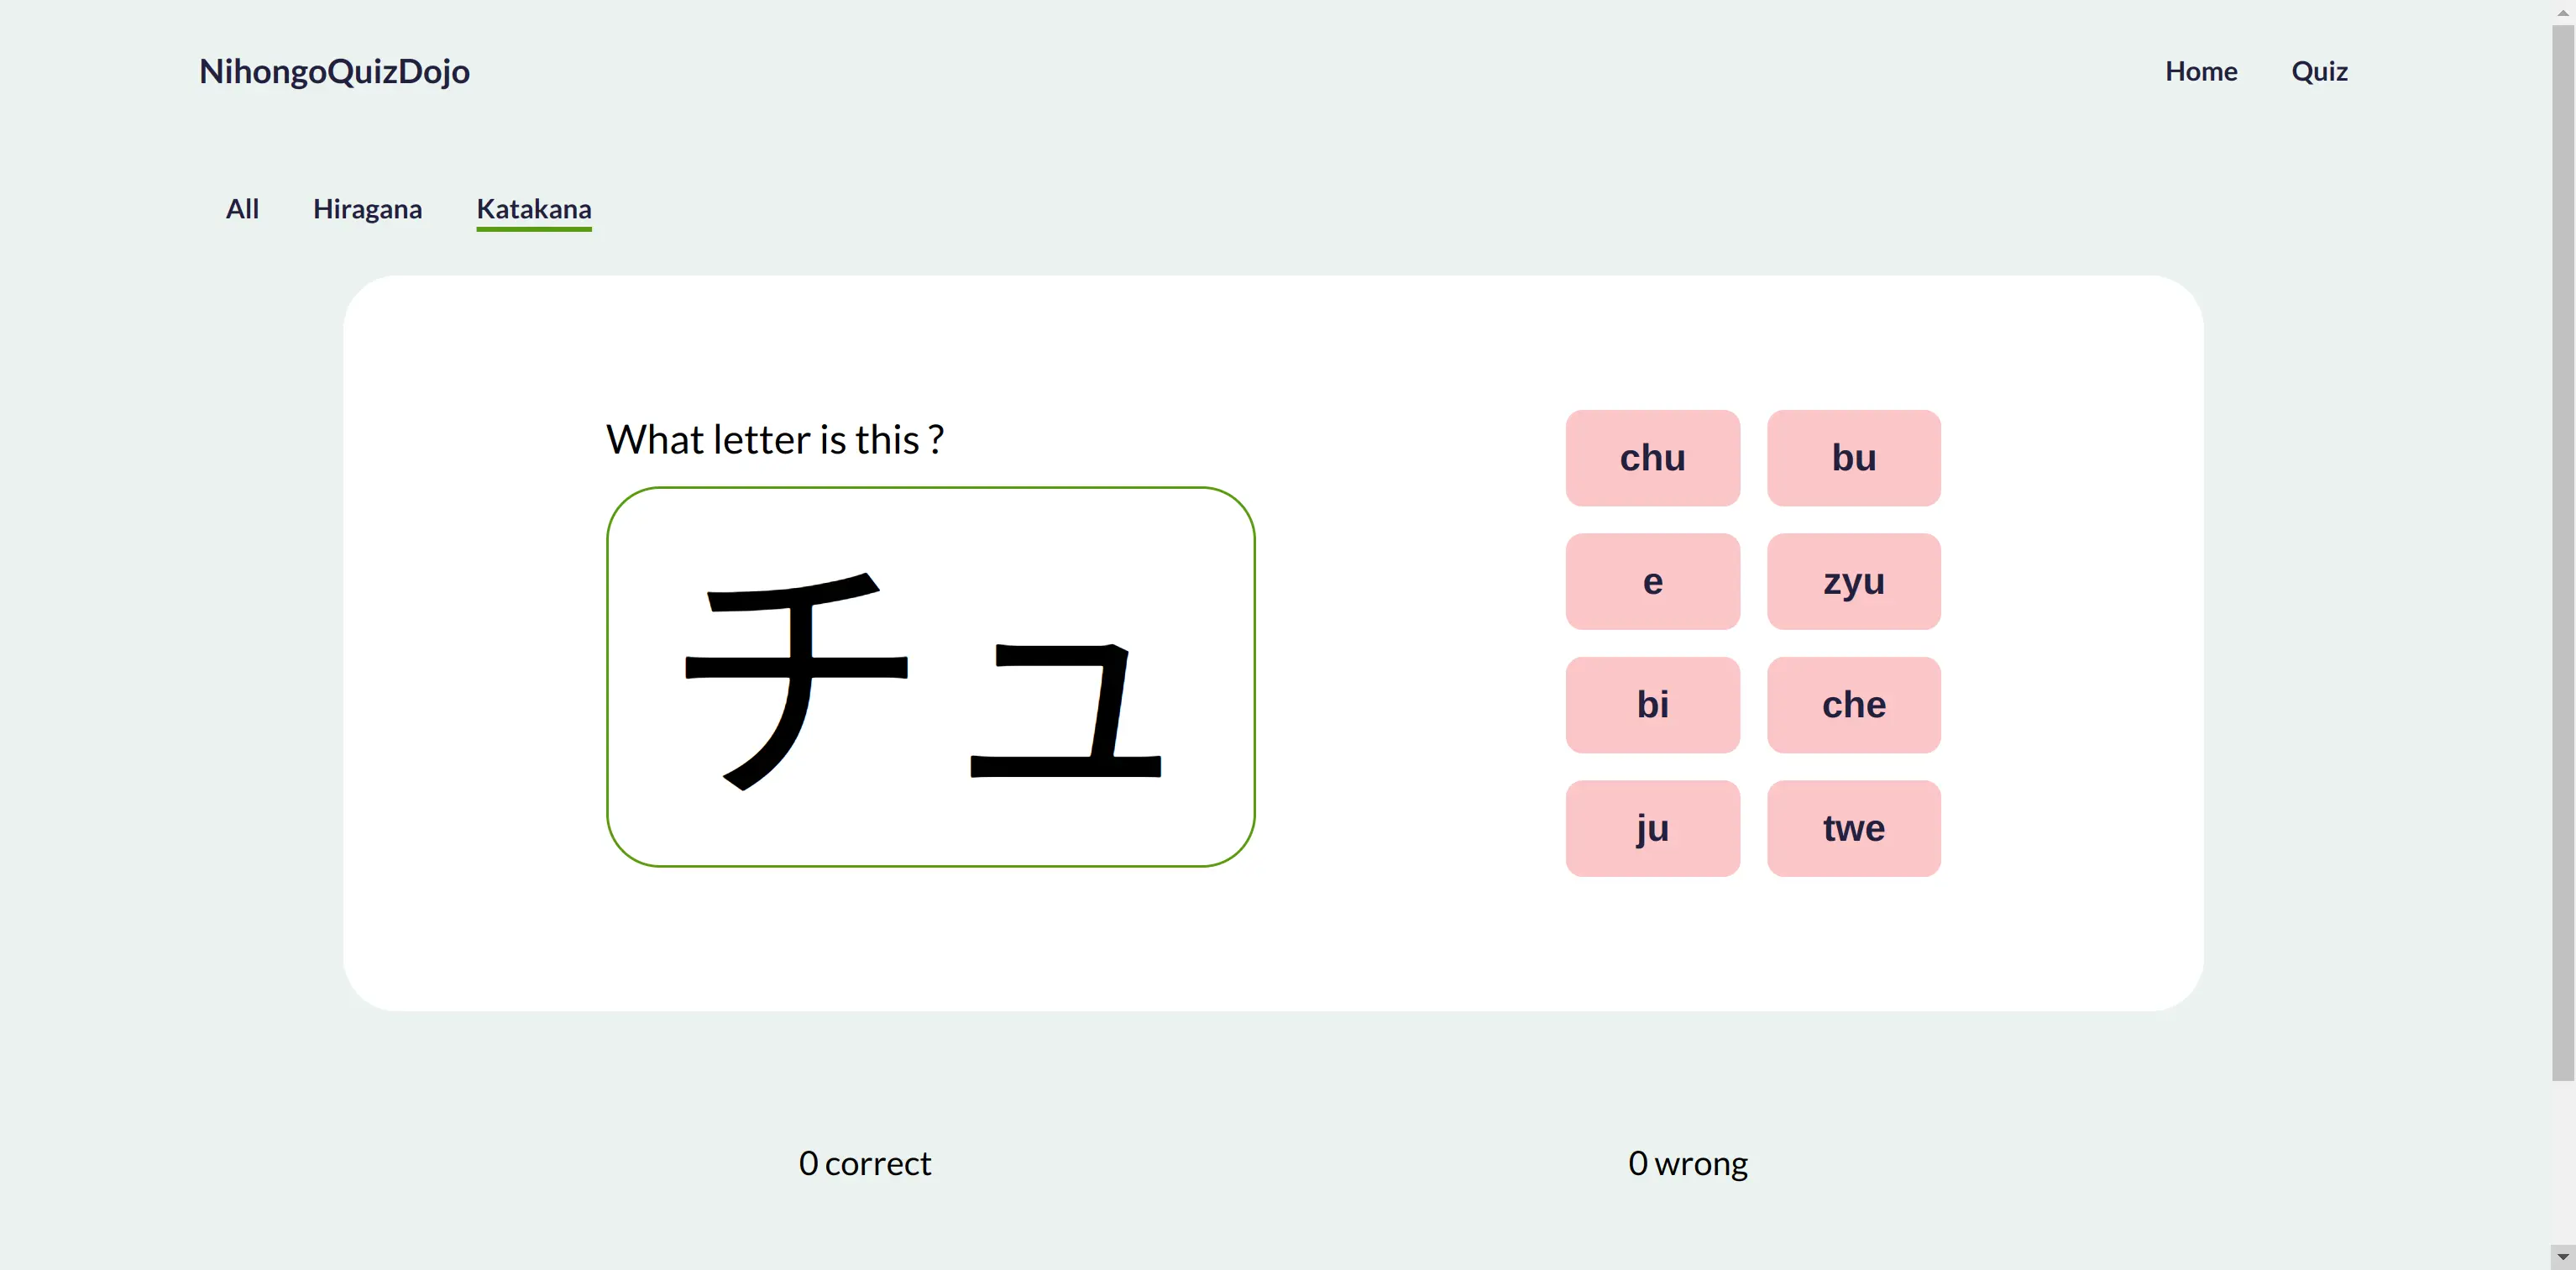 NihongoQuizDojo
Home Quiz
All Hiragana Katakana
What letter is this ?
チュ
chu bu
e zyu
bi che
ju twe
0 correct 0 wrong